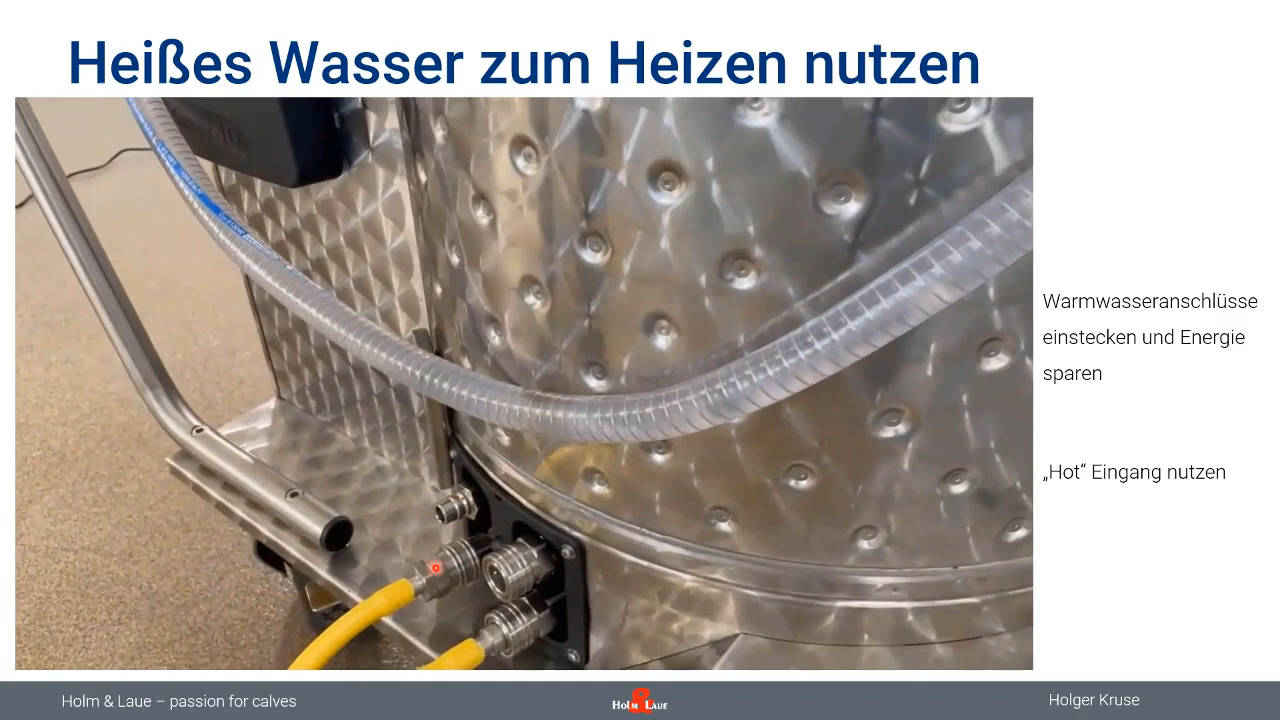 Heißes Wasser zum Heizen nutzen
Warmwasseranschlüsse
einstecken und Energie
sparen
„Hot“ Eingang nutzen
Holm & Laue – passion for calves
Holm & Laue
Holger Kruse